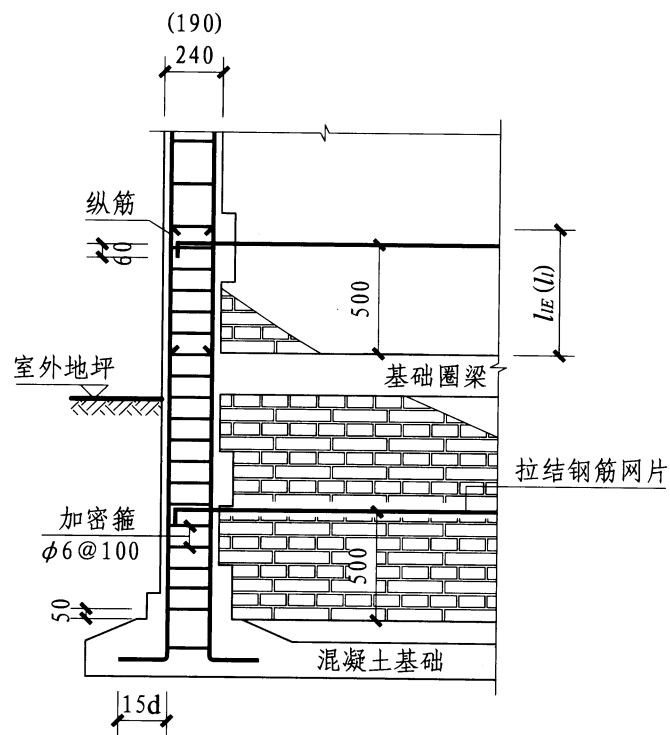 (190)
240
纵筋
60
500
llE(ll)
室外地坪
基础圈梁
拉结钢筋网片
加密箍
ϕ6@100
500
50
混凝土基础
15d